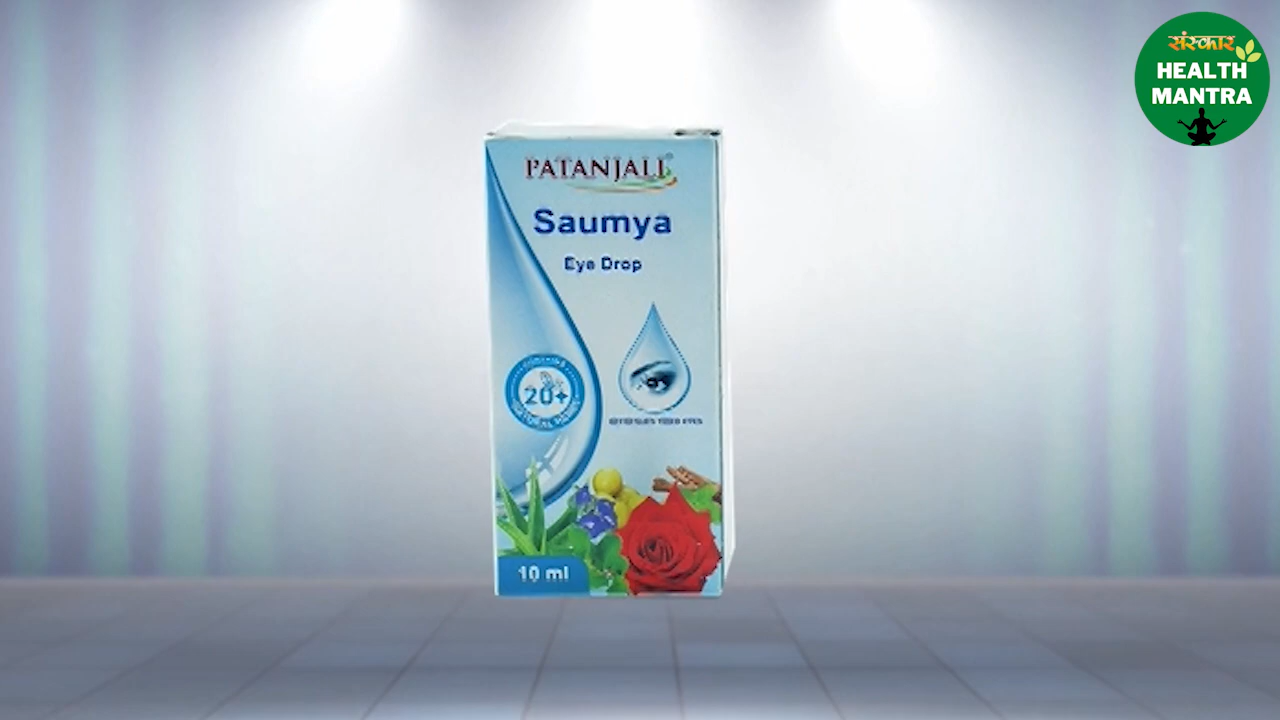 PATANJALI
Saumya
Eye Drop
20+
10 ml
संस्कार
HEALTH
MANTRA